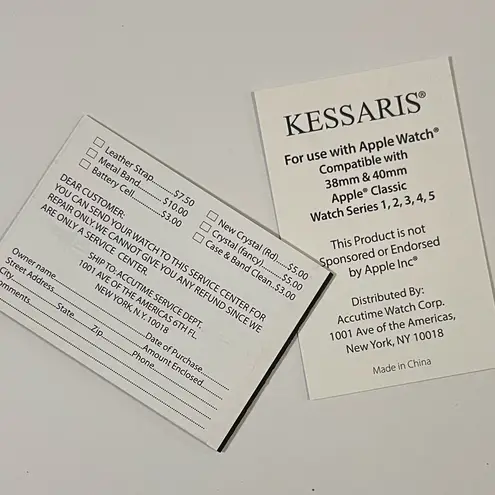 Leather Strap..........$7.50
Metal Band..........$10.00
Battery Cell..........$3.00
New Crystal (Rd)....$5.00
Crystal (fancy).......$5.00
Case & Band Clean..$3.00
DEAR CUSTOMER:
YOU CAN SEND YOUR WATCH TO THIS SERVICE CENTER FOR
REPAIR ONLY,WE CANNOT GIVE YOU ANY REFUND SINCE WE
ARE ONLY A SERVICE CENTER.
SHIP TO: ACCUTIME SERVICE DEPT.
1001 AVE OF THE AMERICAS 6TH FL.
NEW YORK, N.Y. 10018
Owner name
Date of Purchase
Street Address
Amount Enclosed
City State Zip Phone
omments
KESSARIS®
For use with Apple Watch®
Compatible with
38mm & 40mm
Apple® Classic
Watch Series 1, 2, 3, 4, 5
This Product is not
Sponsored or Endorsed
by Apple Inc®
Distributed By:
Accutime Watch Corp.
1001 Ave of the Americas,
New York, NY 10018
Made in China